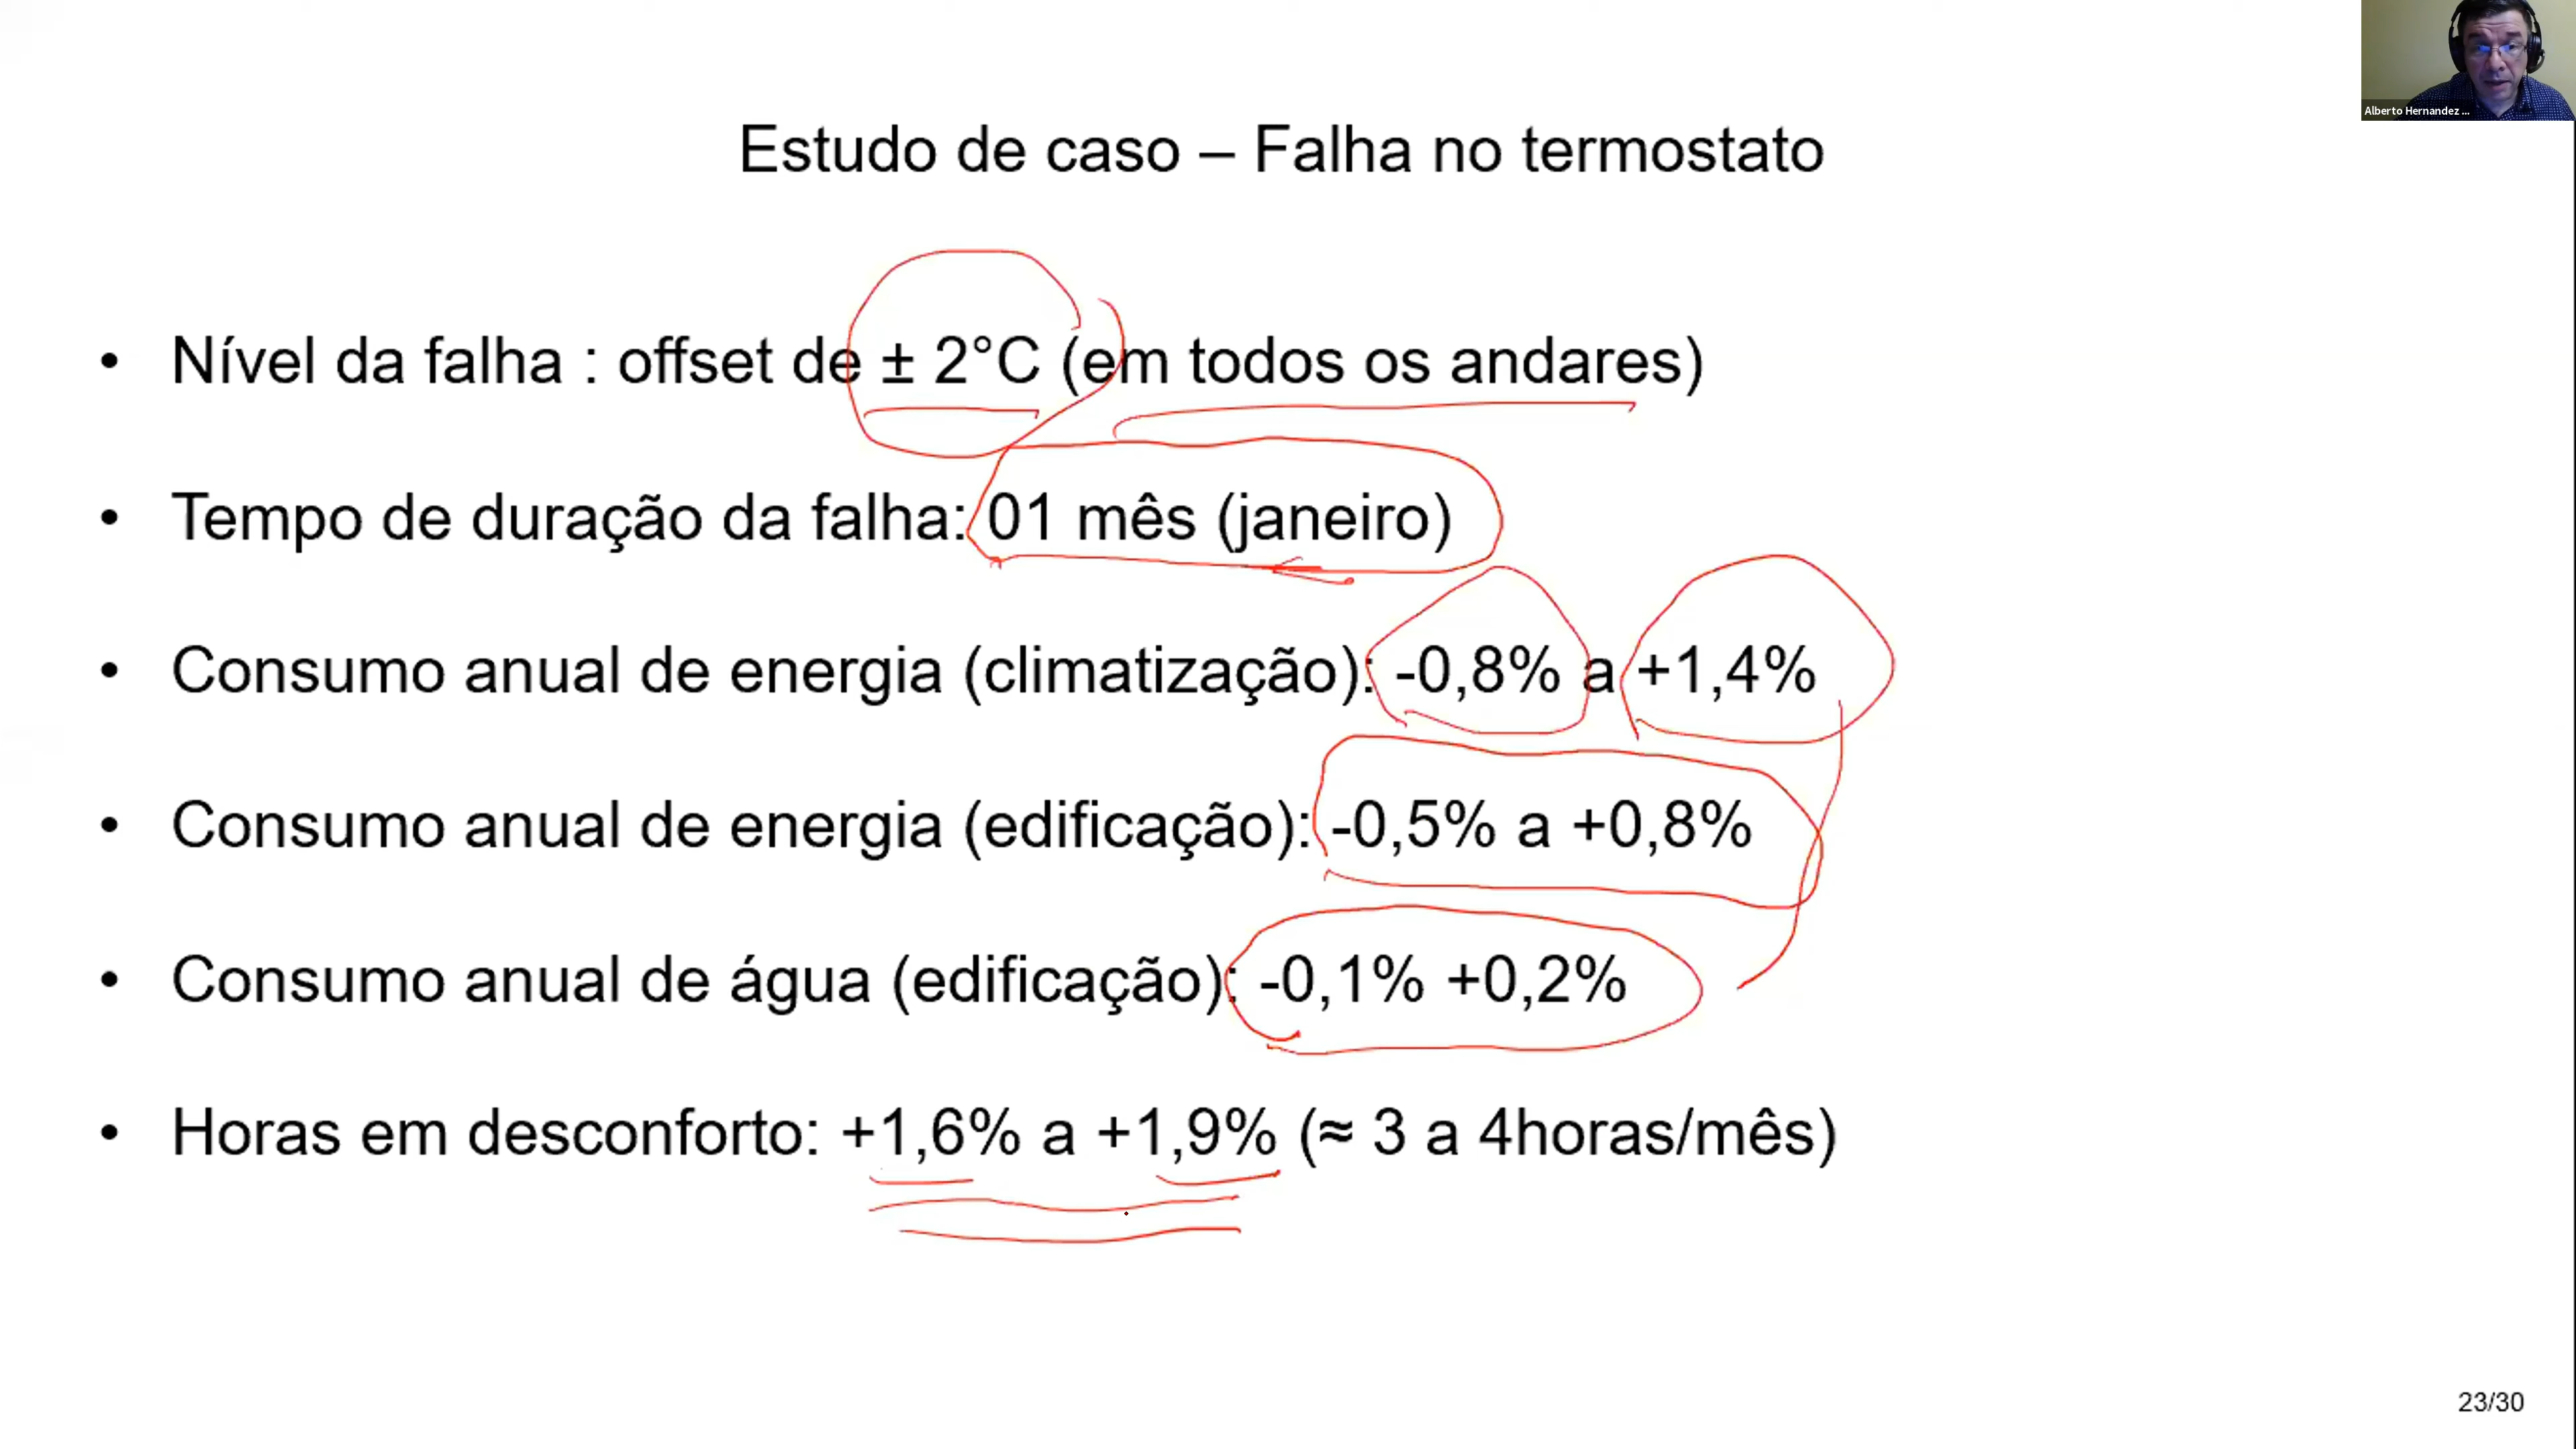 Alberto Hernandez ...
Estudo de caso – Falha no termostato
• Nível da falha : offset de ± 2°C (em todos os andares)
• Tempo de duração da falha: 01 mês (janeiro)
• Consumo anual de energia (climatização): -0,8% a +1,4%
• Consumo anual de energia (edificação): -0,5% a +0,8%
• Consumo anual de água (edificação): -0,1% +0,2%
• Horas em desconforto: +1,6% a +1,9% (≈ 3 a 4horas/mês)
23/30